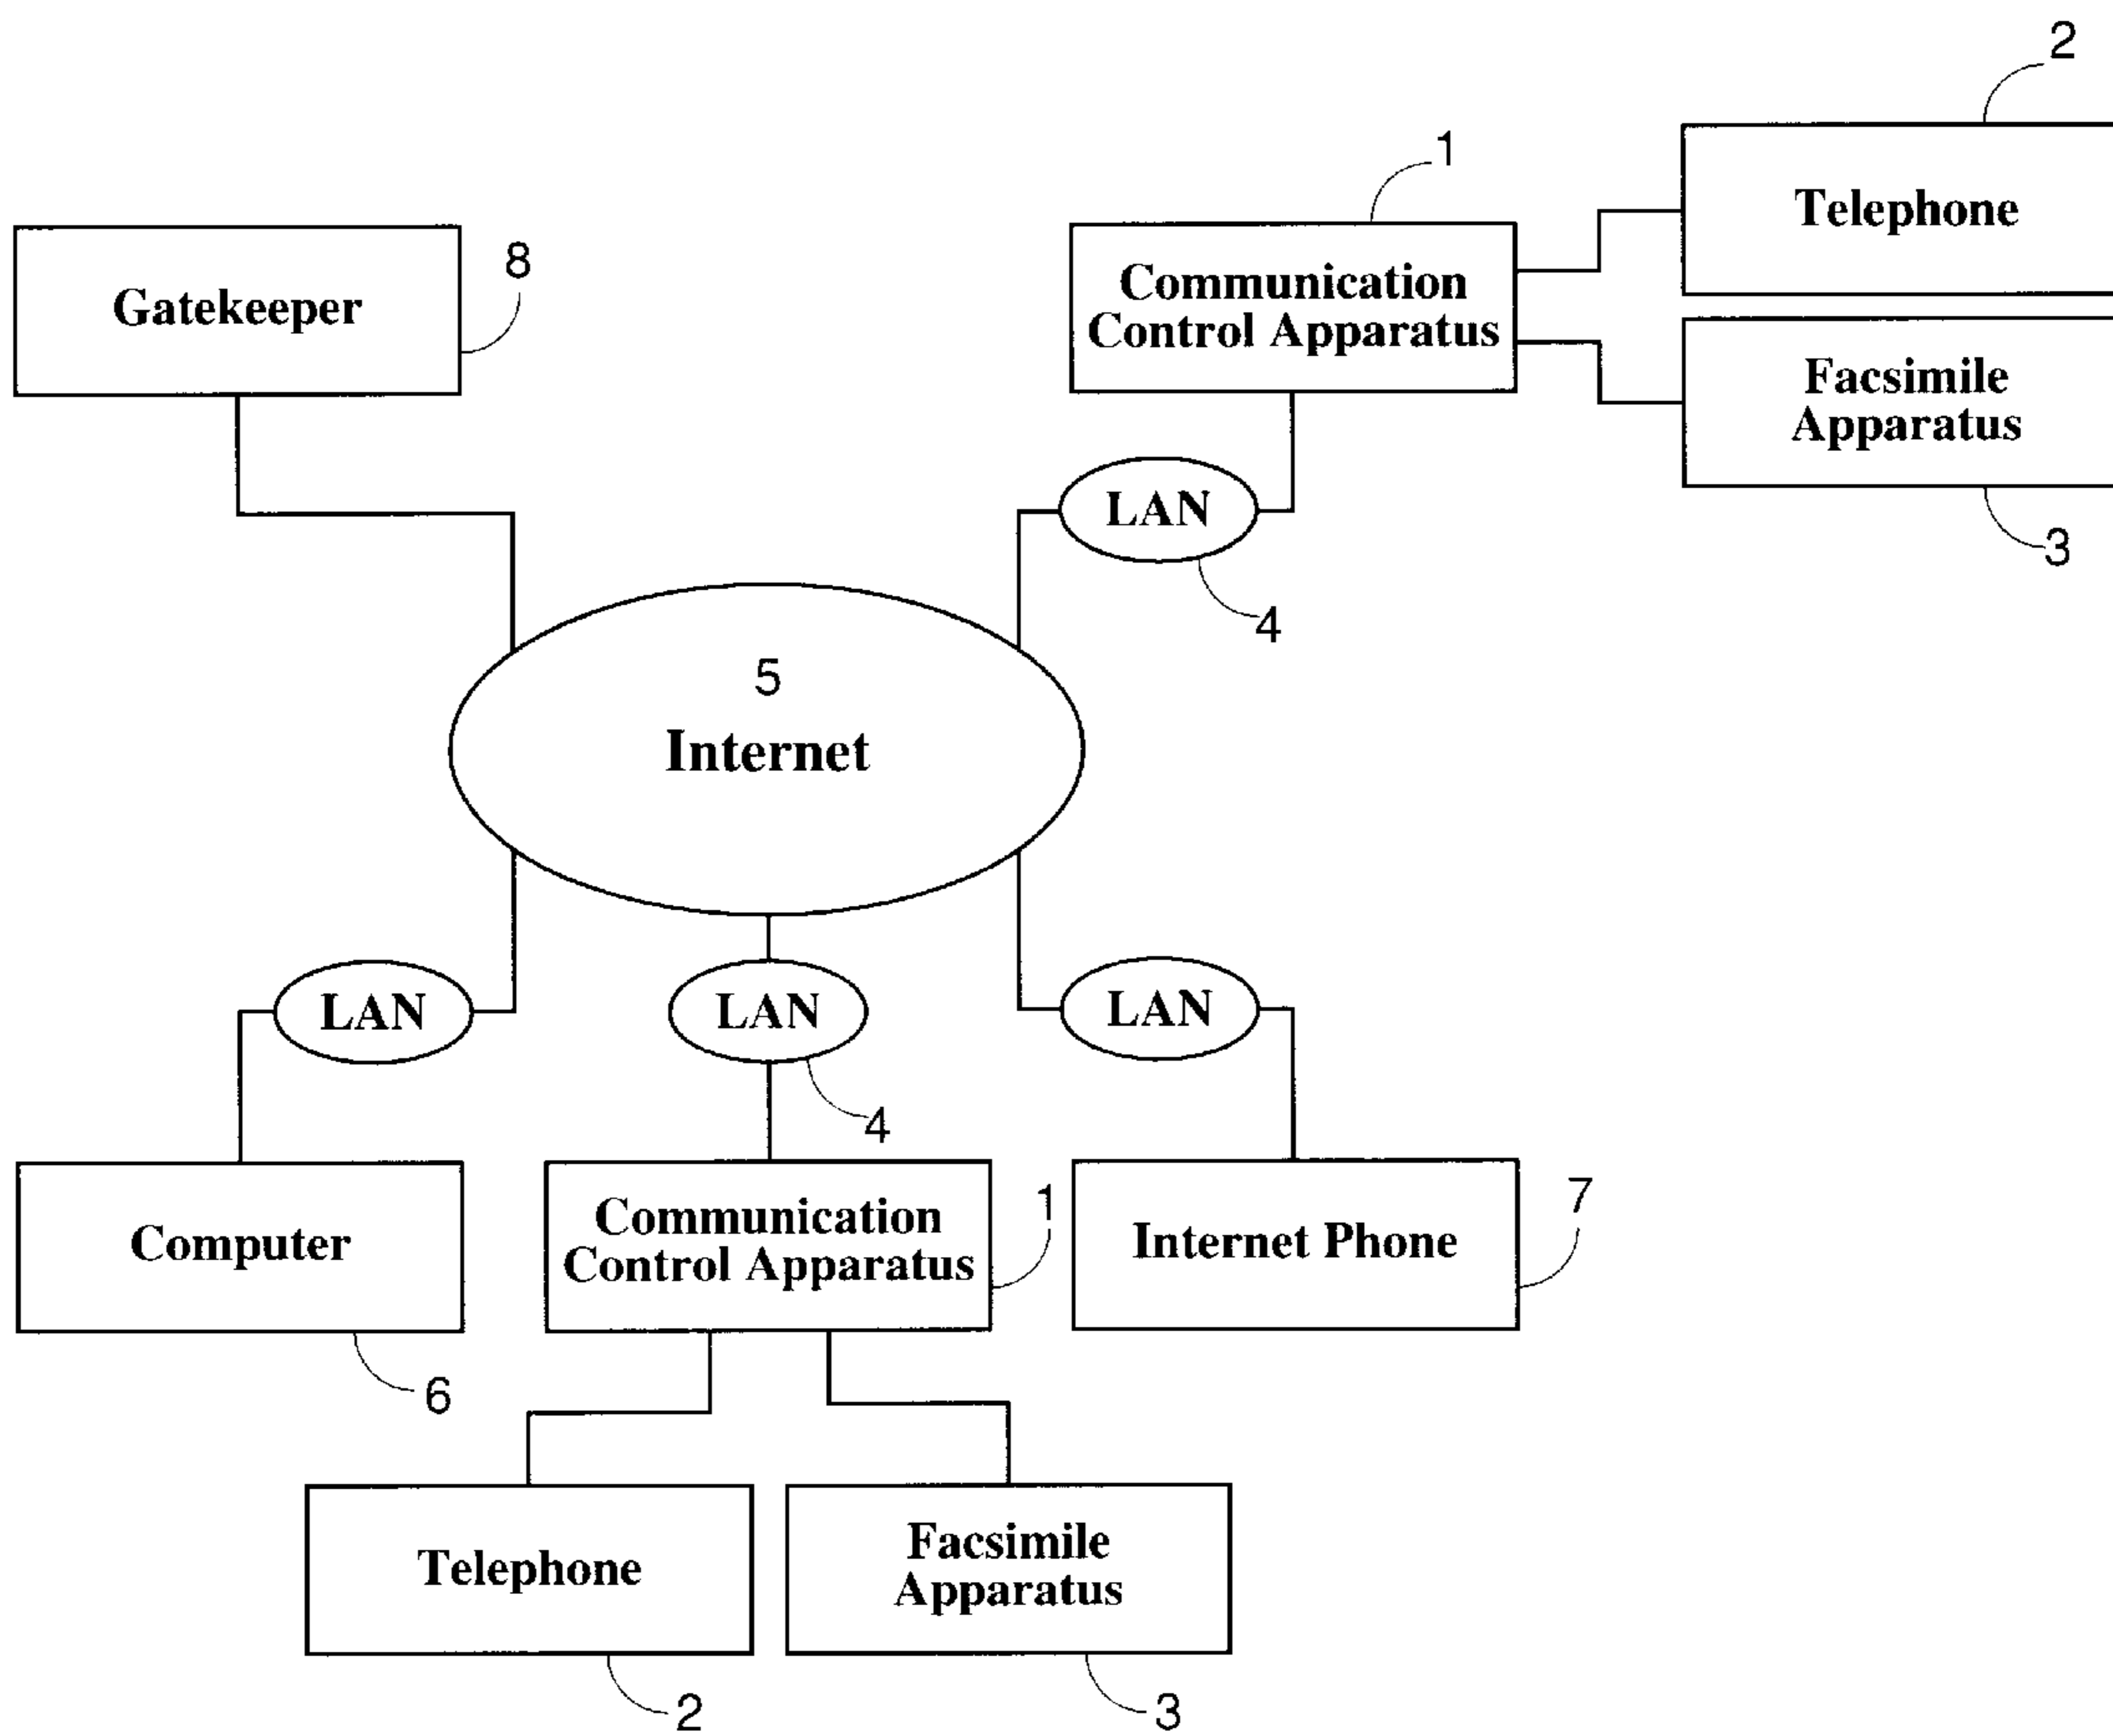 2
1
Telephone
8
Communication
Control Apparatus
Gatekeeper
Facsimile
Apparatus
LAN
3
4
5
Internet
LAN
LAN
LAN
4
Computer
Communication
Control Apparatus
1
Internet Phone
7
6
Telephone
Facsimile
Apparatus
2
3